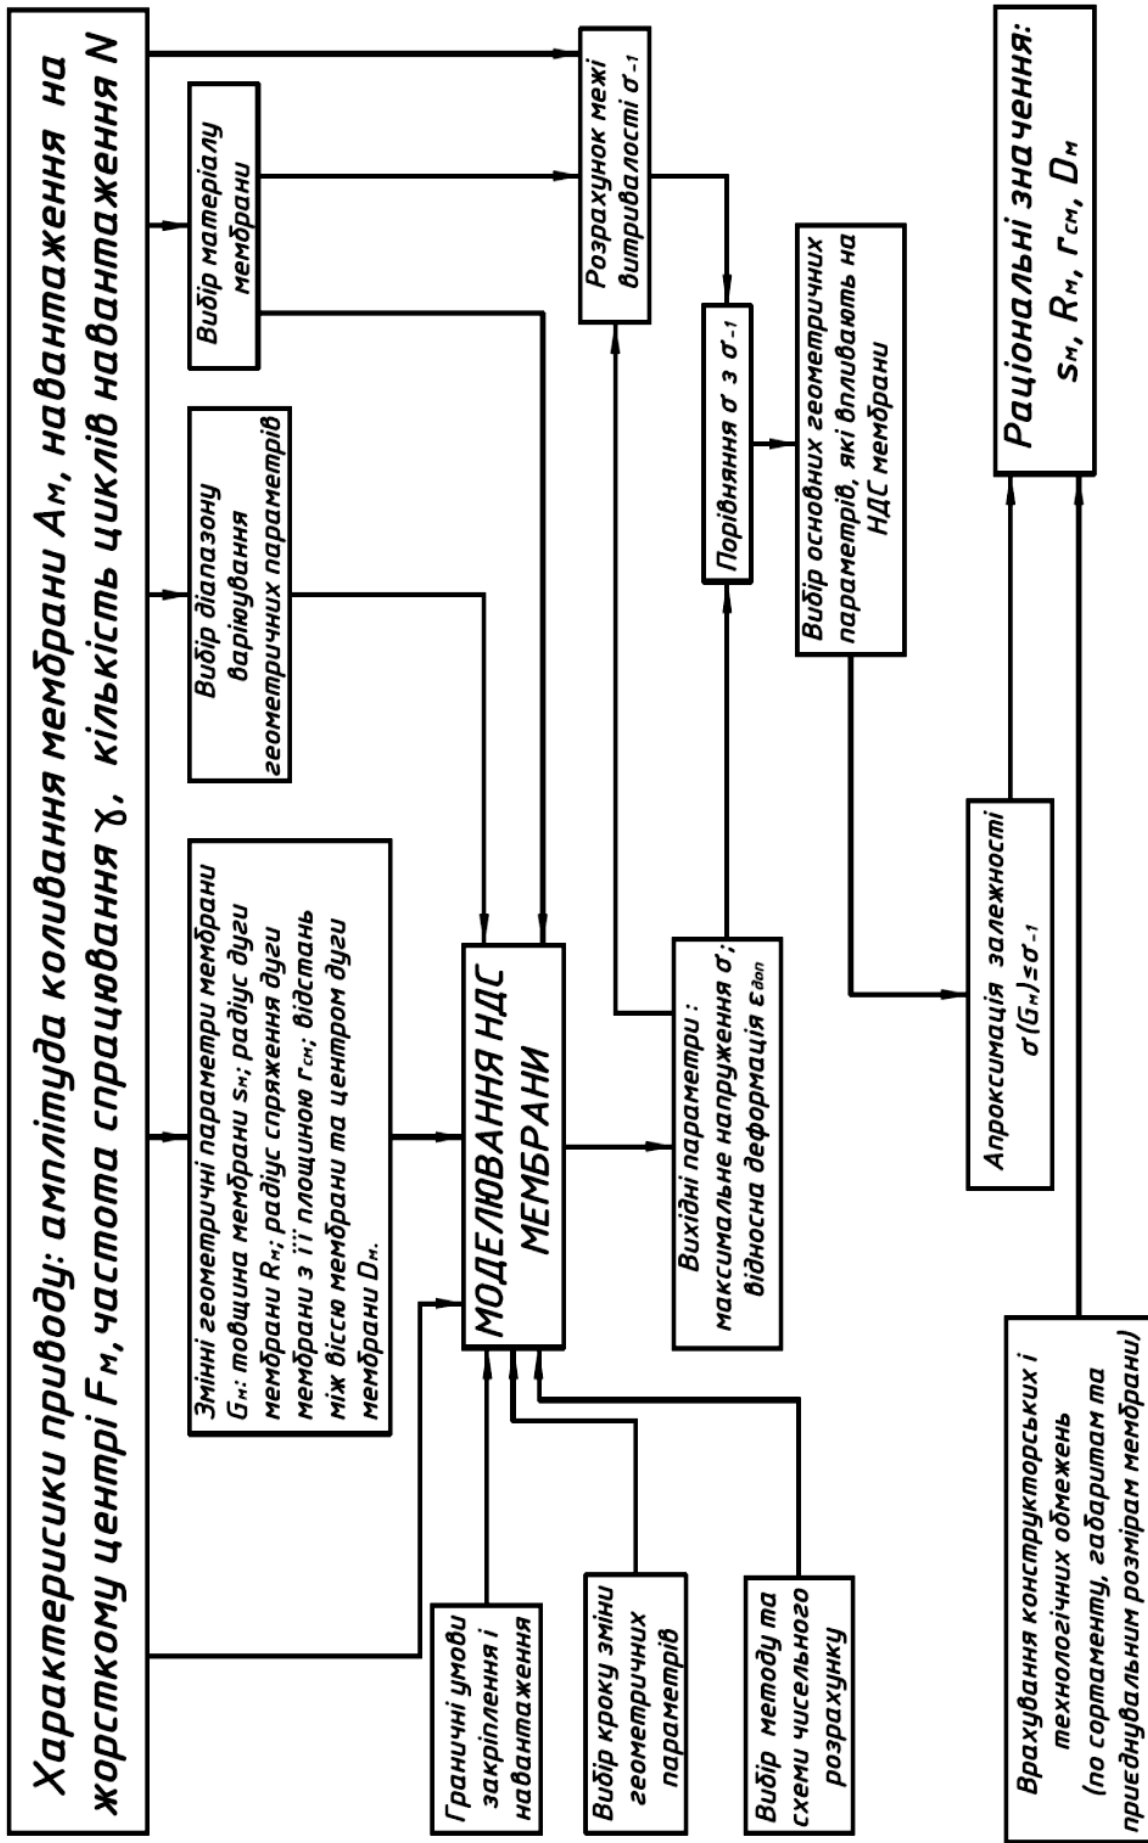 Характерисики приводу: амплітуда коливання мембрани Aм, навантаження на
жорсткому центрі Fм, частота спрацювання γ, кількість циклів навантаження N
Змінні геометричні параметри мембрани
Gм: товщина мембрани sм; радіус дуги
мембрани Rм; радіус спряження дуги
мембрани з її площиною rсм; відстань
між віссю мембрани та центром дуги
мембрани Dм.
Вибір діапазону
варіювання
геометричних параметрів
Вибір матеріалу
мембрани
Граничні умови
закріплення і
навантаження
Вибір кроку зміни
геометричних
параметрів
Вибір методу та
схеми чисельного
розрахунку
МОДЕЛЮВАННЯ НДС
МЕМБРАНИ
Розрахунок межі
витривалості σ-1
Вихідні параметри :
максимальне напруження σ;
відносна деформація εдоп
Порівняння σ з σ-1
Вибір основних геометричних
параметрів, які впливають на
НДС мембрани
Апроксимація залежності
σ(Gм)≤σ-1
Врахування конструкторських і
технологічних обмежень
(по сортаменту, габаритам та
приєднувальним розмірам мембрани)
Раціональні значення:
sм, Rм, rсм, Dм